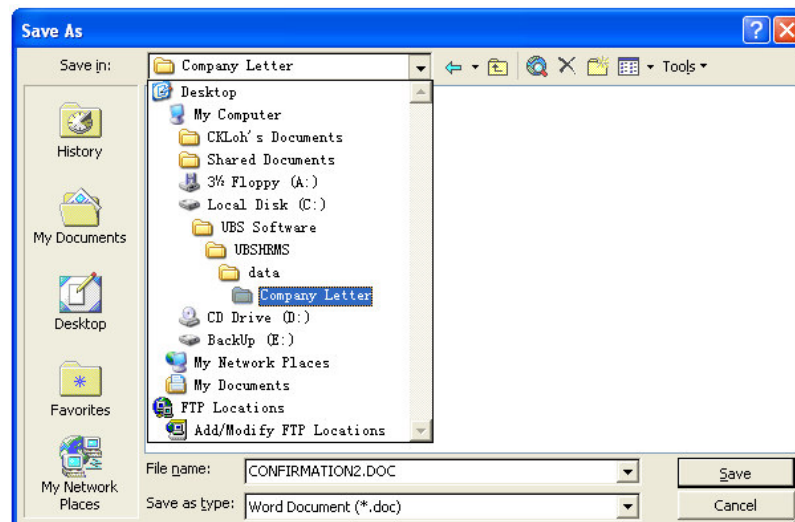 Save As
Save in:
Company Letter
Tools
History
My Documents
Desktop
Favorites
My Network
Places
Desktop
My Computer
CKLoh's Documents
Shared Documents
3½ Floppy (A:)
Local Disk (C:)
UBS Software
UBSHRMS
data
Company Letter
CD Drive (D:)
BackUp (E:)
My Network Places
My Documents
FTP Locations
Add/Modify FTP Locations
File name:
CONFIRMATION2.DOC
Save
Save as type:
Word Document (*.doc)
Cancel